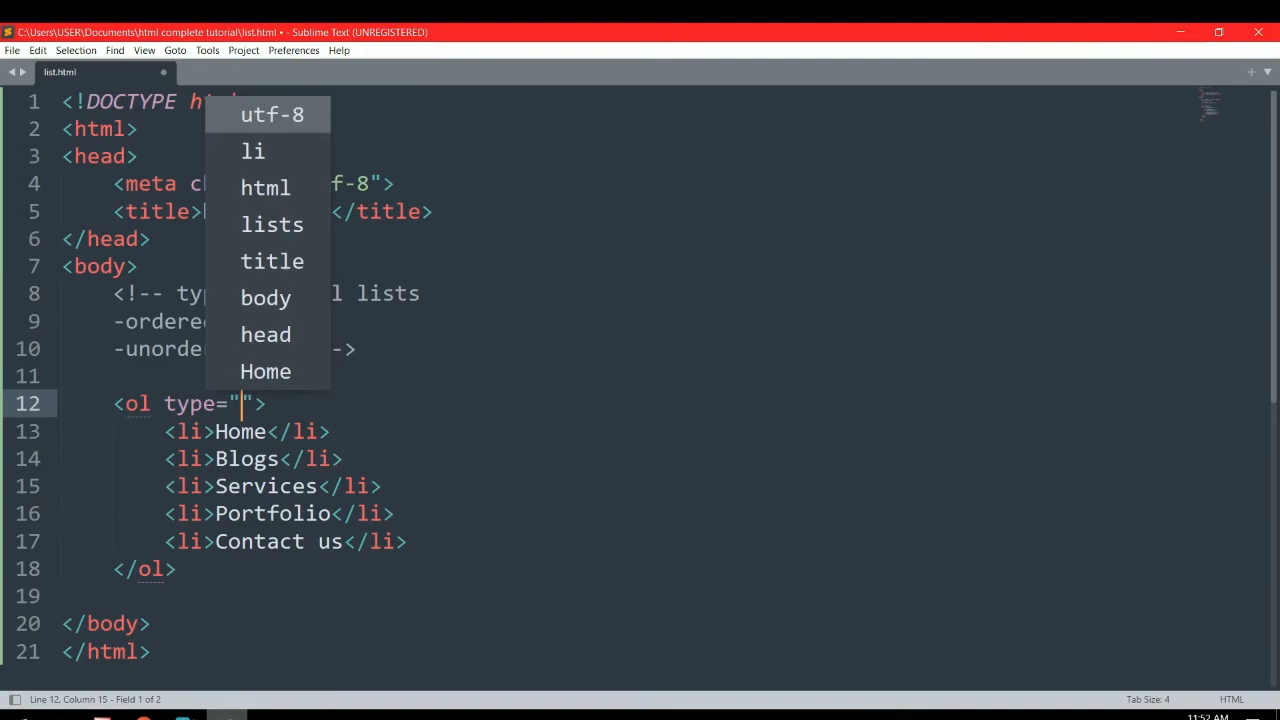 C:\Users\USER\Documents\html complete tutorial\list.html • - Sublime Text (UNREGISTERED)
File Edit Selection Find View Goto Tools Project Preferences Help
list.html
1 <!DOCTYPE
2 <html>
3 <head>
4 <meta f-8">
5 <title> </title>
6 </head>
7 <body>
8 <!-- lists
9
10 -->
11
12 <ol type="">
13 <li>Home</li>
14 <li>Blogs</li>
15 <li>Services</li>
16 <li>Portfolio</li>
17 <li>Contact us</li>
18 </ol>
19
20 </body>
21 </html>
utf-8
li
html
lists
title
body
head
Home
Line 12, Column 15 - Field 1 of 2
Tab Size: 4 HTML
11:52 AM